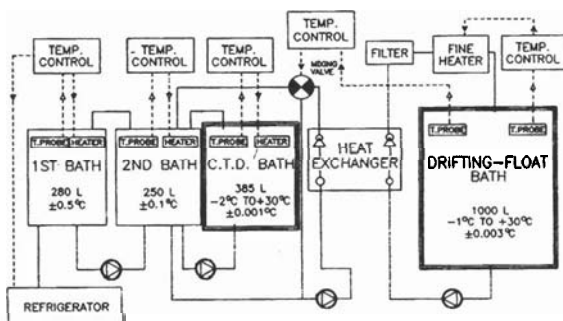 TEMP.
CONTROL
TEMP.
CONTROL
TEMP.
CONTROL
TEMP.
CONTROL
MIXING
VALVE
FILTER
FINE
HEATER
TEMP.
CONTROL
T.PROBE HEATER
1ST BATH
280 L
±0.5°C
T.PROBE HEATER
2ND BATH
250 L
±0.1°C
T.PROBE HEATER
C.T.D. BATH
385 L
-2°C TO +30°C
±0.001°C
HEAT
EXCHANGER
T.PROBE T.PROBE
DRIFTING-FLOAT
BATH
1000 L
-1°C TO +30°C
±0.003°C
REFRIGERATOR